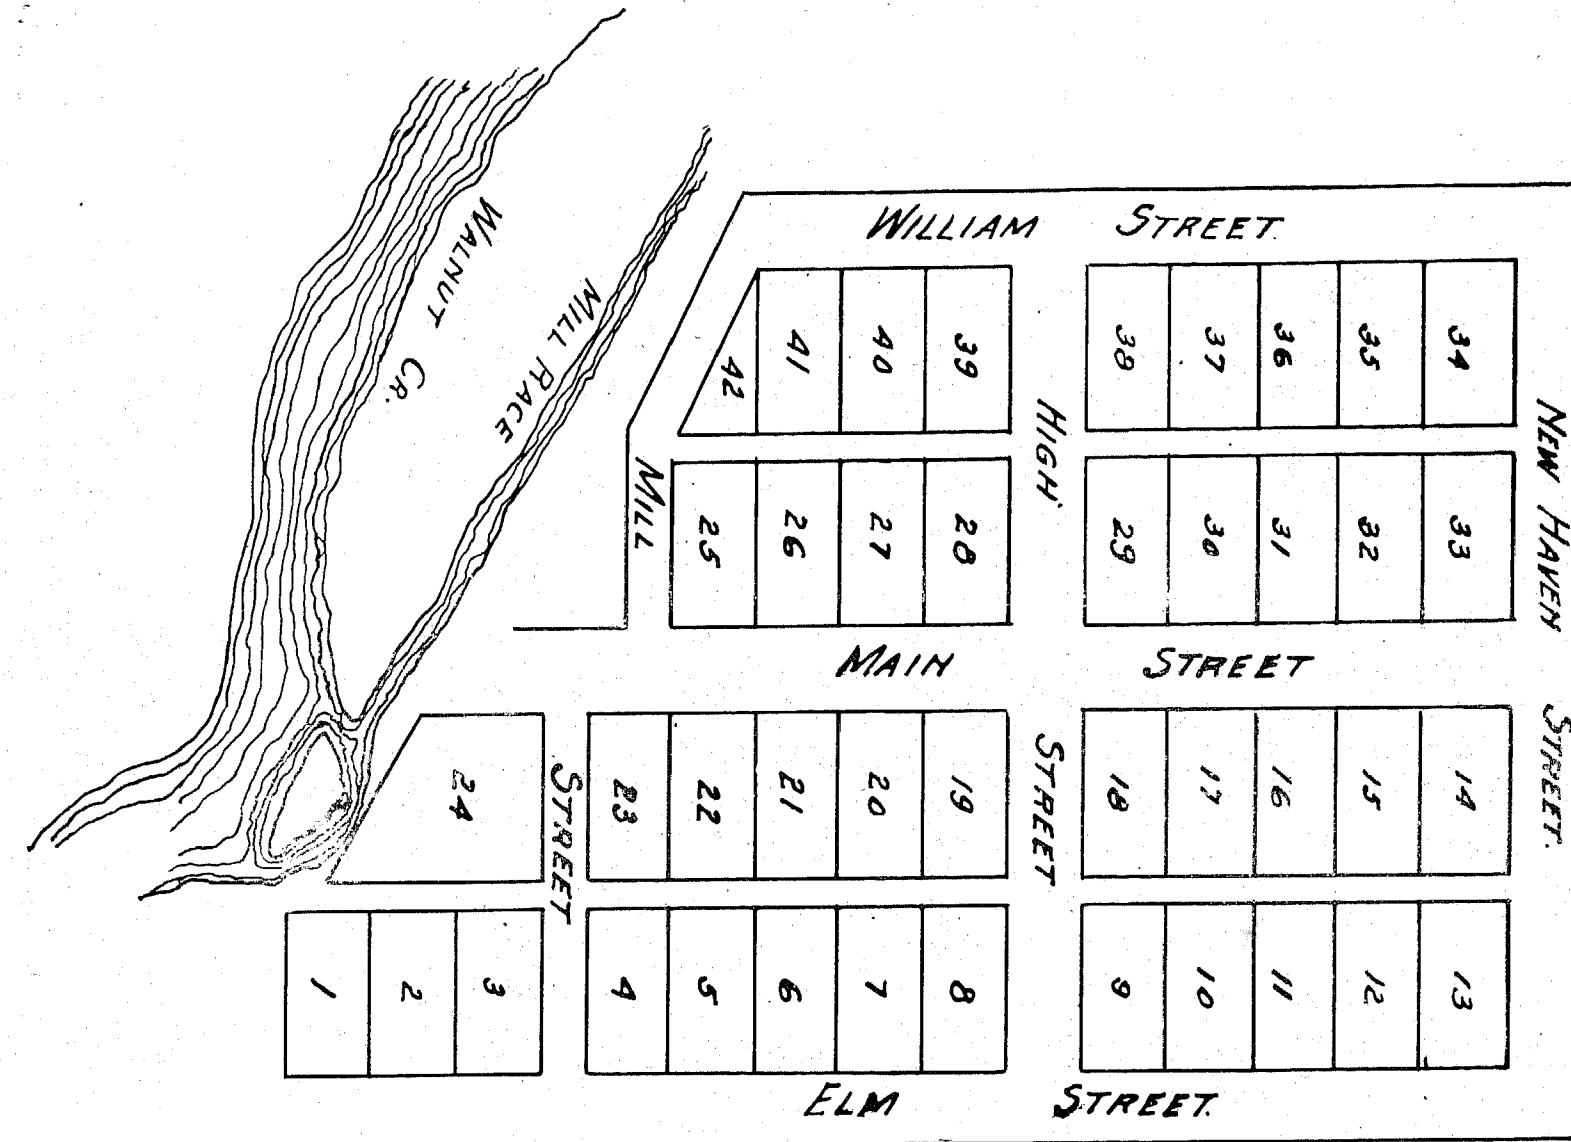 WALNUT CR.
MILL RACE
WILLIAM STREET.
42 41 40 39 38 37 36 35 34
MILL STREET
HIGH STREET
NEW HAVEN STREET.
25 26 27 28 29 30 31 32 33
MAIN STREET
24 23 22 21 20 19 18 17 16 15 14
1 2 3 4 5 6 7 8 9 10 11 12 13
ELM STREET.